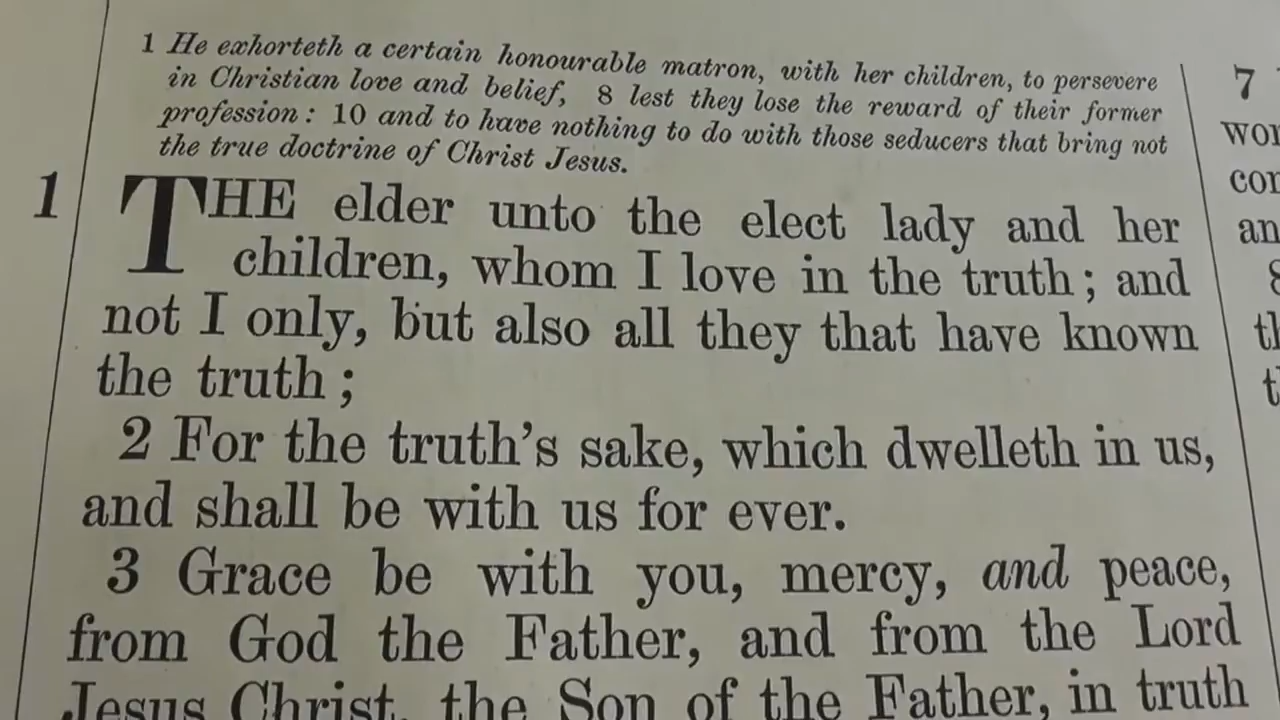 1 He exhorteth a certain honourable matron, with her children, to persevere
in Christian love and belief, 8 lest they lose the reward of their former
profession: 10 and to have nothing to do with those seducers that bring not
the true doctrine of Christ Jesus.
1 THE elder unto the elect lady and her
children, whom I love in the truth; and
not I only, but also all they that have known
the truth;
2 For the truth's sake, which dwelleth in us,
and shall be with us for ever.
3 Grace be with you, mercy, and peace,
from God the Father, and from the Lord
Jesus Christ, the Son of the Father, in truth
7
an